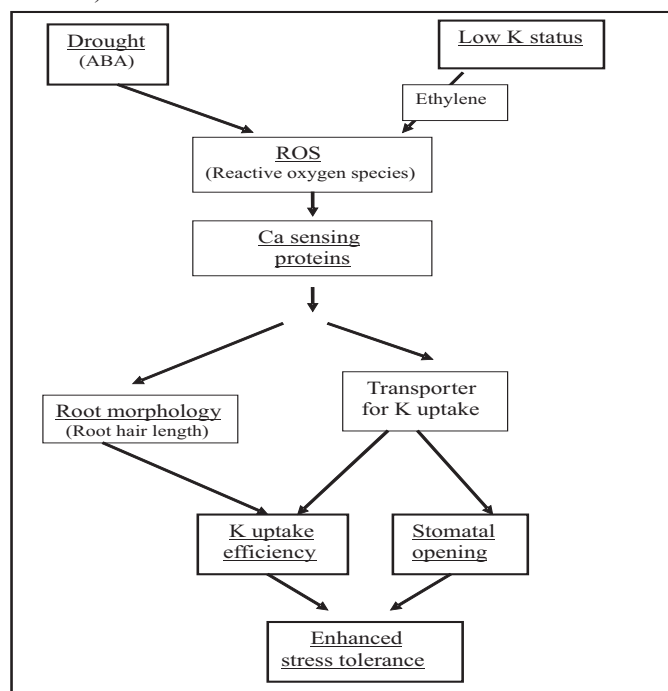 Drought
(ABA)
Low K status
Ethylene
ROS
(Reactive oxygen species)
Ca sensing
proteins
Root morphology
(Root hair length)
Transporter
for K uptake
K uptake
efficiency
Stomatal
opening
Enhanced
stress tolerance